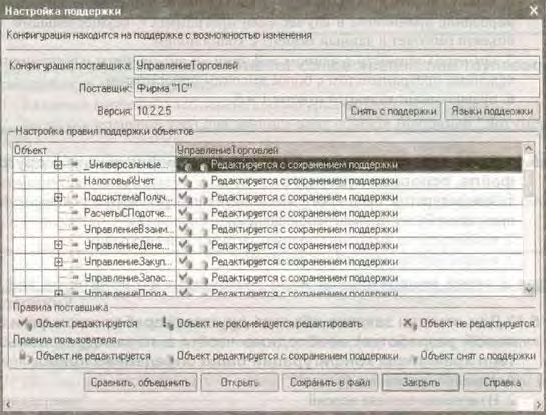 Настройка поддержки
Конфигурация находится на поддержке с возможностью изменения
Конфигурация поставщика: УправлениеТорговлей
Поставщик: Фирма "1С"
Версия: 10.2.2.5 Снять с поддержки Языки поддержки
Настройка правил поддержки объектов
Объект УправлениеТорговлей
_Универсальные... Редактируется с сохранением поддержки
НалоговыйУчет Редактируется с сохранением поддержки
ПодсистемаПолуч... Редактируется с сохранением поддержки
РасчетыСПодотче... Редактируется с сохранением поддержки
УправлениеВзаим... Редактируется с сохранением поддержки
УправлениеДене... Редактируется с сохранением поддержки
УправлениеЗакуп... Редактируется с сохранением поддержки
УправлениеЗапас... Редактируется с сохранением поддержки
УправлениеПрода... Редактируется с сохранением поддержки
Правила поставщика
Объект редактируется Объект не рекомендуется редактировать Объект не редактируется
Правила пользователя
Объект не редактируется Объект редактируется с сохранением поддержки Объект снят с поддержки
Сравнить, объединить Открыть Сохранить в файл Закрыть Справка